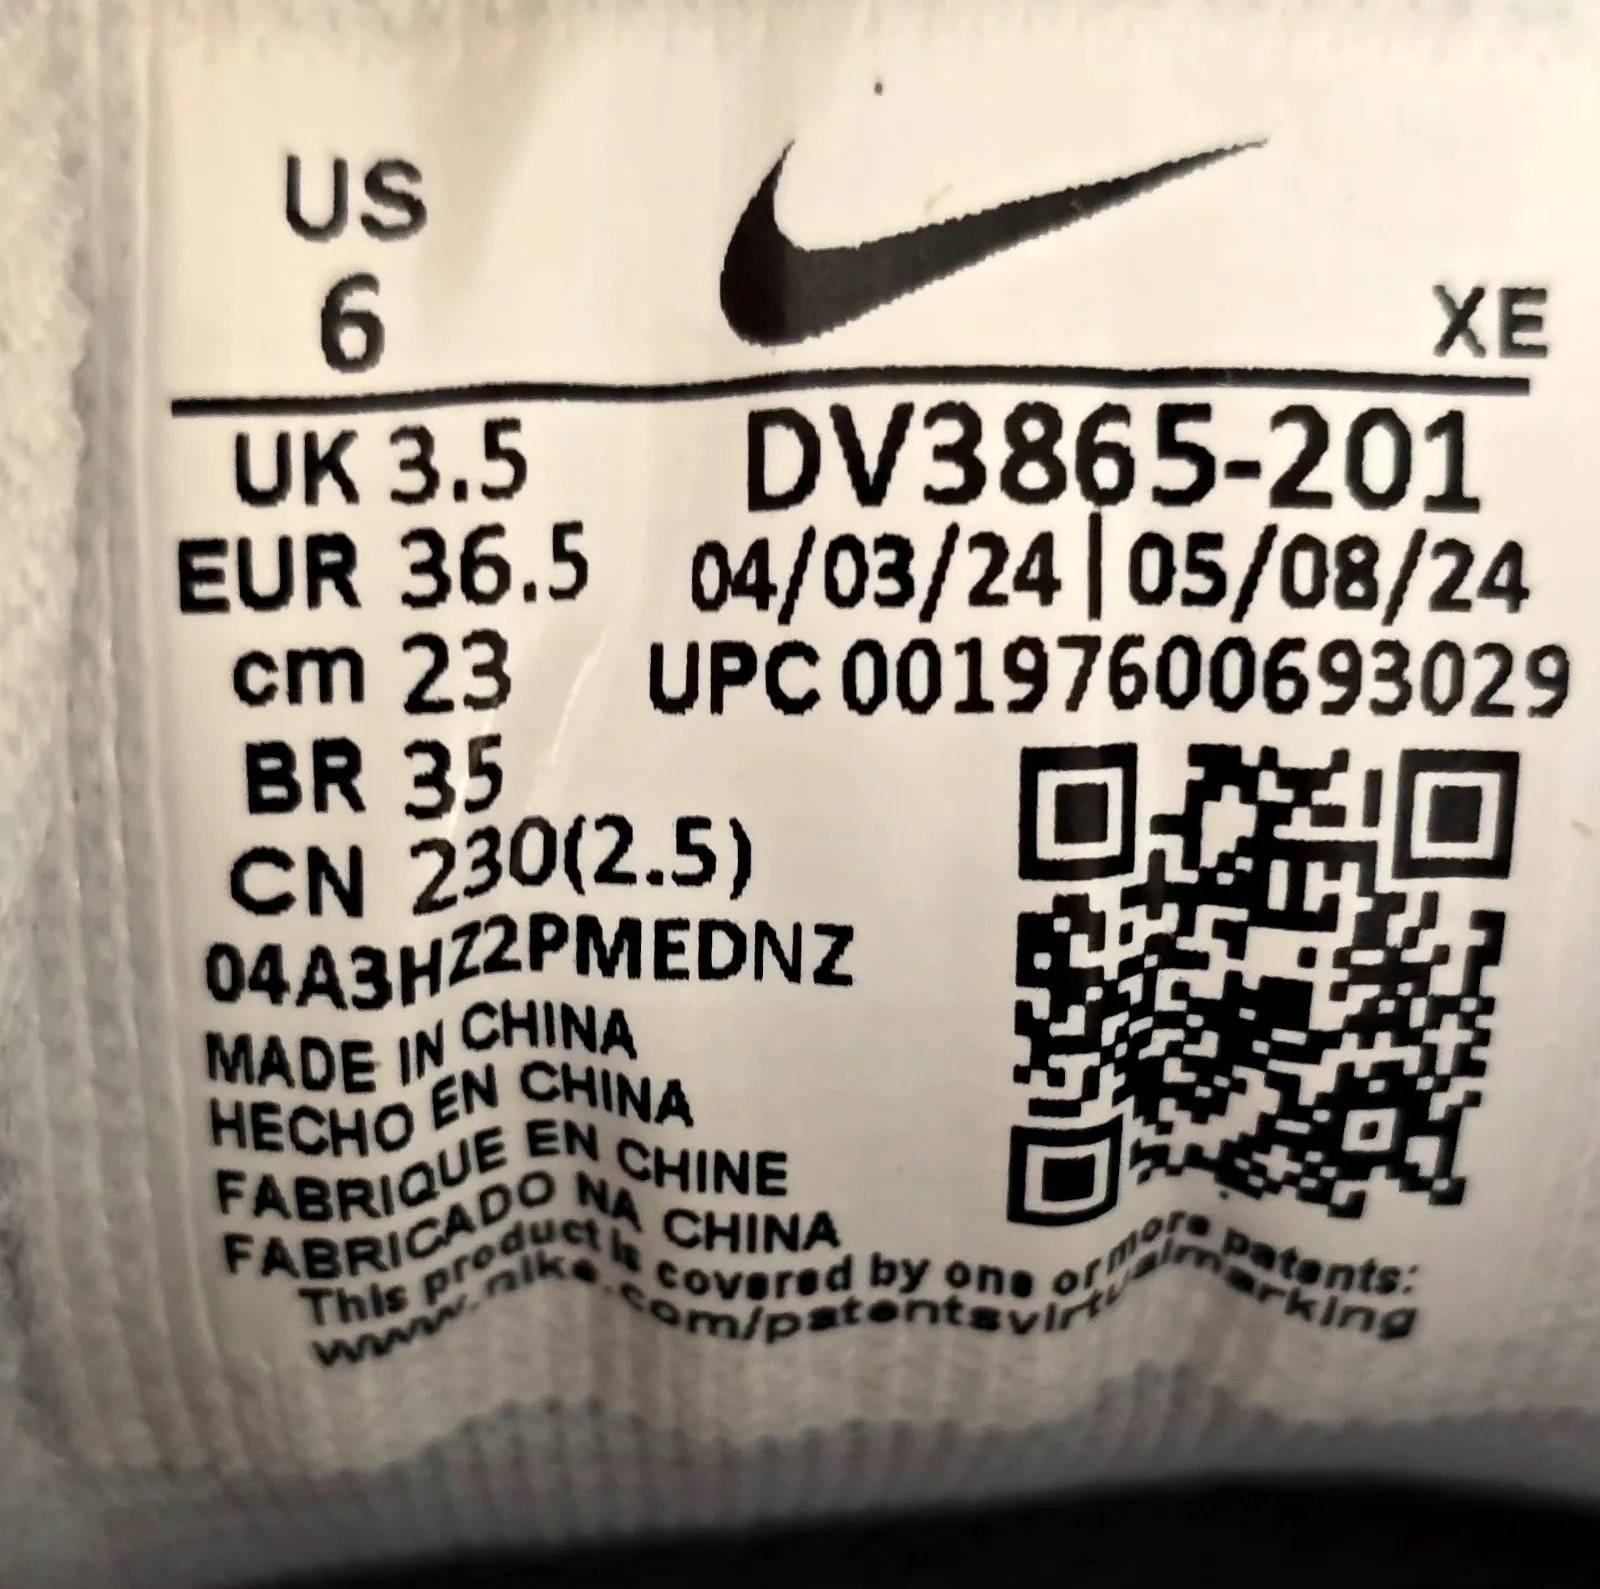 US
6
XE
UK 3.5
EUR 36.5
cm 23
BR 35
CN 230(2.5)
DV3865-201
04/03/24|05/08/24
UPC 00197600693029
04A3HZ2PMEDNZ
MADE IN CHINA
HECHO EN CHINA
FABRIQUE EN CHINE
FABRICADO NA CHINA
This product is covered by one or more patents:
www.nike.com/patentsvirtualmarking